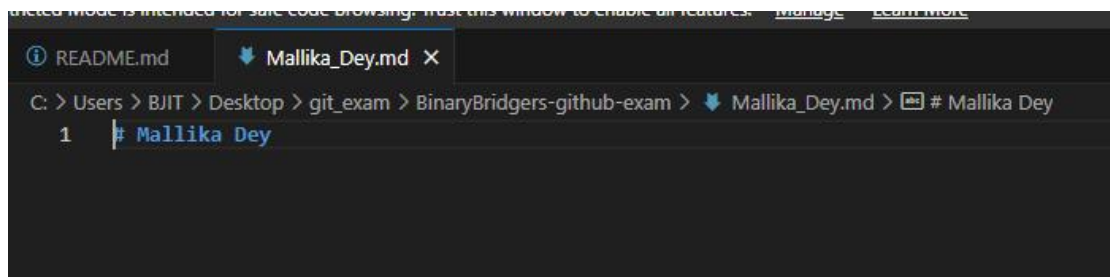 Restricted Mode is intended for safe code browsing. Trust this window to enable all features. Manage Learn More
README.md Mallika_Dey.md
C: > Users > BJIT > Desktop > git_exam > BinaryBridgers-github-exam > Mallika_Dey.md > # Mallika Dey
1 # Mallika Dey